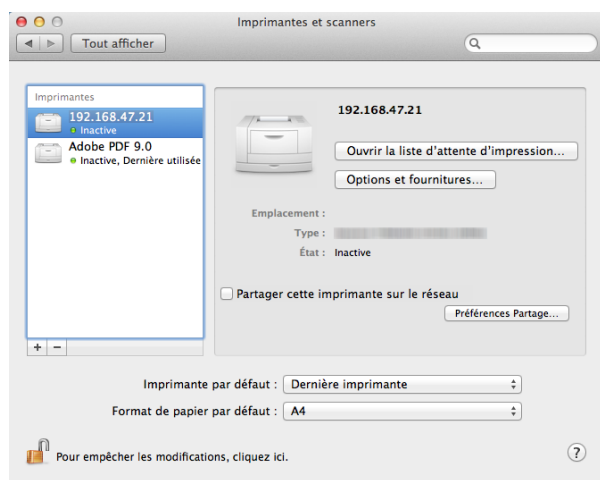 Imprimantes et scanners
Tout afficher
Imprimantes
192.168.47.21
Inactive
Adobe PDF 9.0
Inactive, Dernière utilisée
192.168.47.21
Ouvrir la liste d'attente d'impression...
Options et fournitures...
Emplacement :
Type :
État : Inactive
Partager cette imprimante sur le réseau
Préférences Partage...
+ −
Imprimante par défaut : Dernière imprimante
Format de papier par défaut : A4
Pour empêcher les modifications, cliquez ici.
?